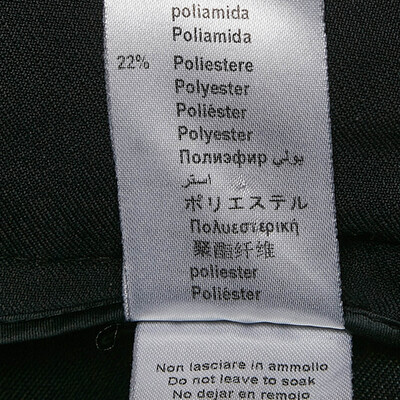 poliamida
Poliamida
22% Poliestere
Polyester
Poliéster
Polyester
Полиэфир بولي
استر
ポリエステル
Πολυεστερική
聚酯纤维
poliester
Poliéster
Non lasciare in ammollo
Do not leave to soak
No dejar en remojo